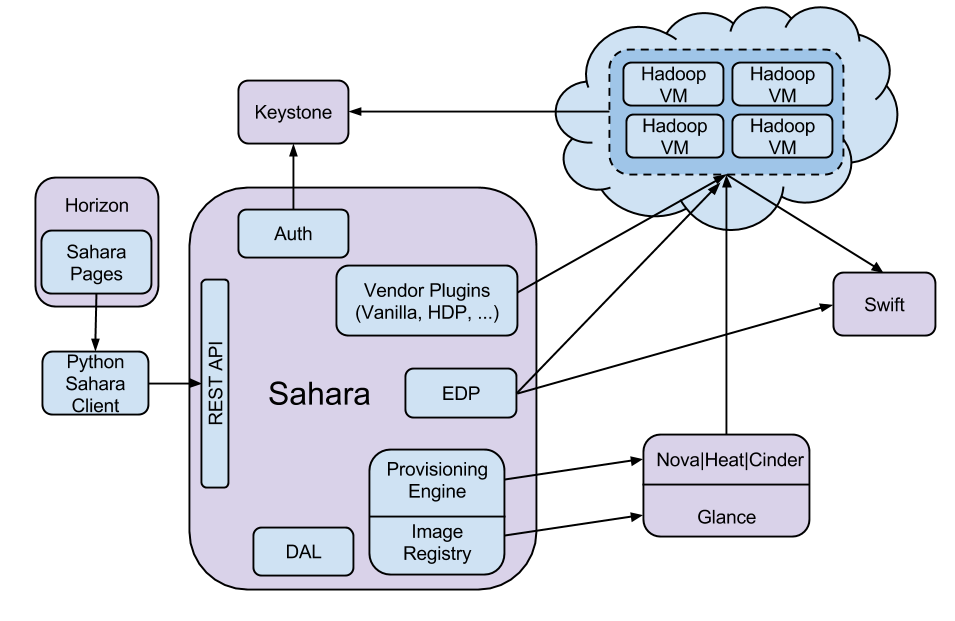 Hadoop
VM
Hadoop
VM
Hadoop
VM
Hadoop
VM
Keystone
Horizon
Sahara
Pages
Python
Sahara
Client
Auth
Vendor Plugins
(Vanilla, HDP, ...)
REST API
Sahara
EDP
Provisioning
Engine
Image
Registry
DAL
Swift
Nova|Heat|Cinder
Glance